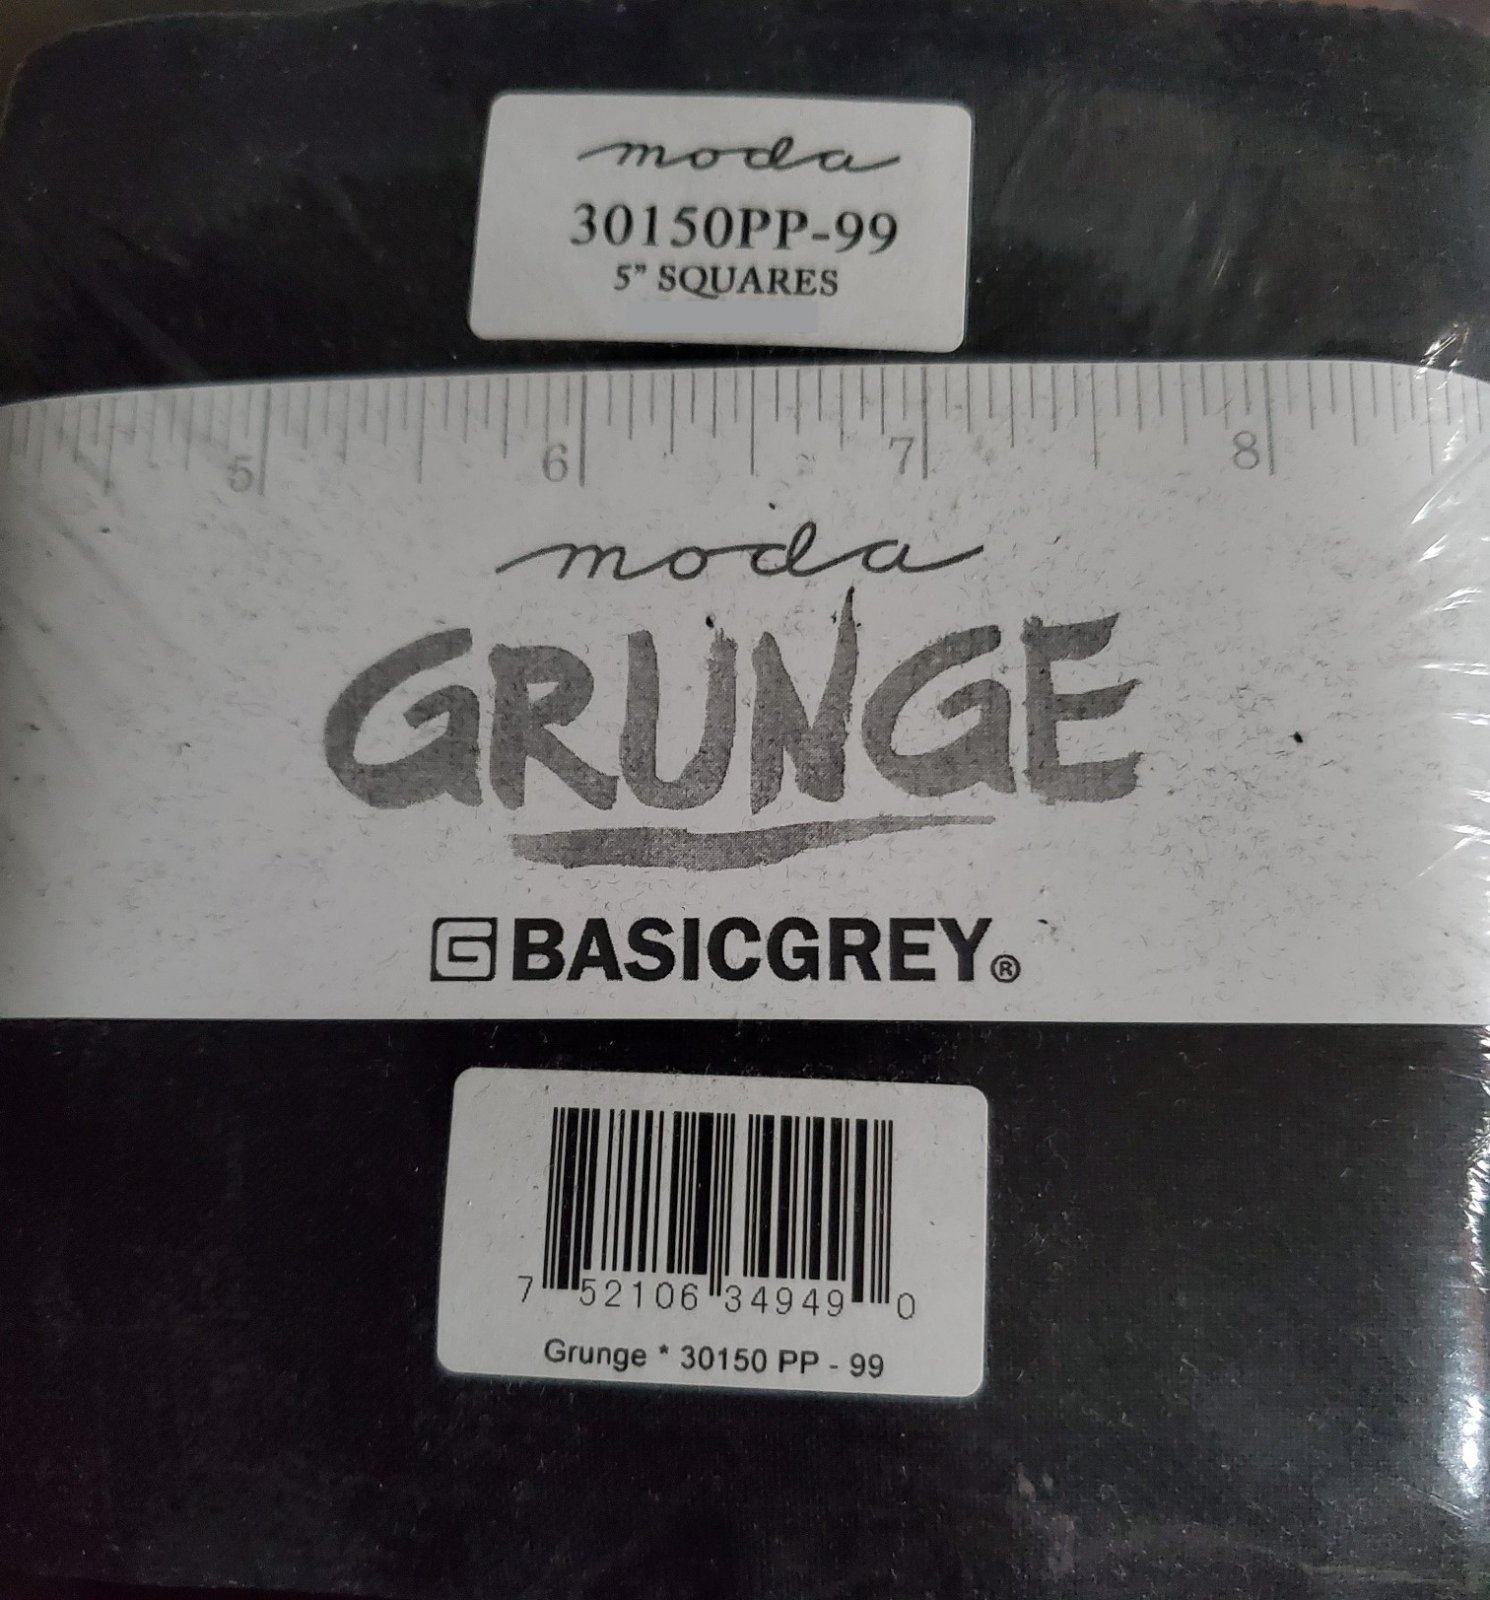 moda
30150PP-99
5" SQUARES
5 6 7 8
moda
GRUNGE
BASICGREY®
7 52106 34949 0
Grunge * 30150 PP - 99